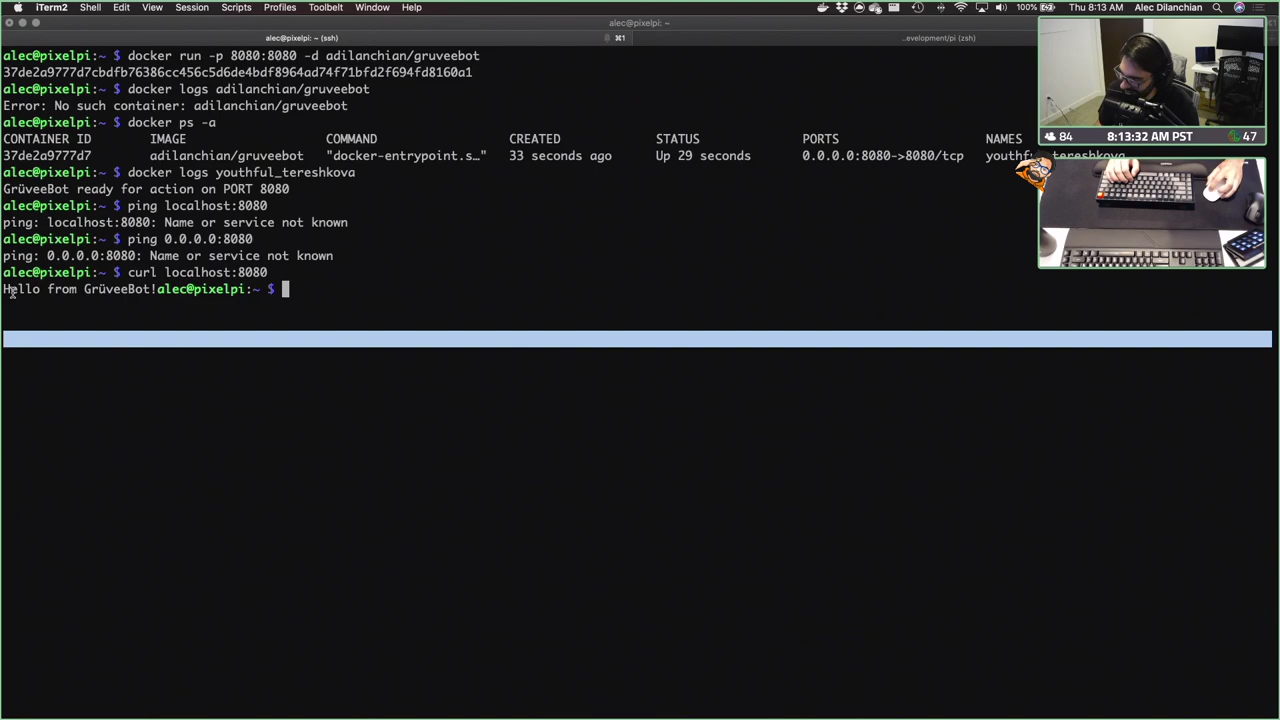 iTerm2 Shell Edit View Session Scripts Profiles Toolbelt Window Help 100% Thu 8:13 AM Alec Dilanchian
alec@pixelpi: ~
alec@pixelpi: ~ (ssh) ⌘1 ..evelopment/pi (zsh)
alec@pixelpi:~ $ docker run -p 8080:8080 -d adilanchian/gruveebot
37de2a9777d7cbdfb76386cc456c5d6de4bdf8964ad74f71bfd2f694fd8160a1
alec@pixelpi:~ $ docker logs adilanchian/gruveebot
Error: No such container: adilanchian/gruveebot
alec@pixelpi:~ $ docker ps -a
CONTAINER ID IMAGE COMMAND CREATED STATUS PORTS NAMES
37de2a9777d7 adilanchian/gruveebot "docker-entrypoint.s…" 33 seconds ago Up 29 seconds 0.0.0.0:8080->8080/tcp youthful_tereshkova
alec@pixelpi:~ $ docker logs youthful_tereshkova
GrüveeBot ready for action on PORT 8080
alec@pixelpi:~ $ ping localhost:8080
ping: localhost:8080: Name or service not known
alec@pixelpi:~ $ ping 0.0.0.0:8080
ping: 0.0.0.0:8080: Name or service not known
alec@pixelpi:~ $ curl localhost:8080
Hello from GrüveeBot!alec@pixelpi:~ $
84 8:13:32 AM PST 47